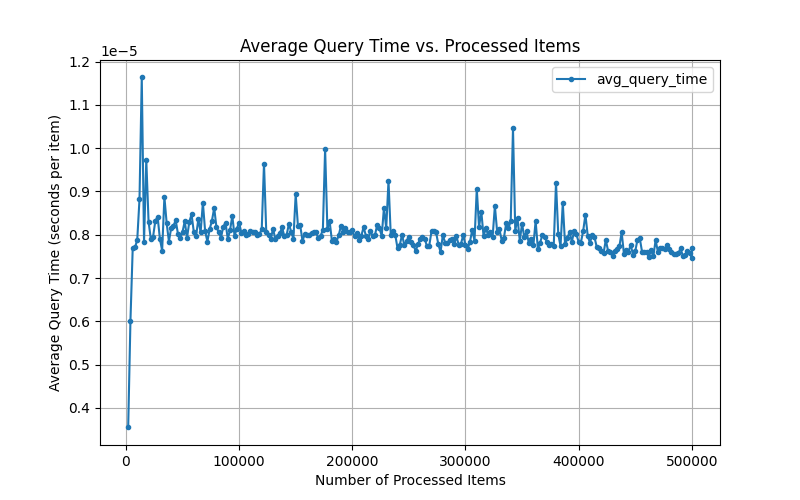 Average Query Time vs. Processed Items
1e−5
1.2
1.1
1.0
0.9
0.8
0.7
0.6
0.5
0.4
Average Query Time (seconds per item)
avg_query_time
0 100000 200000 300000 400000 500000
Number of Processed Items